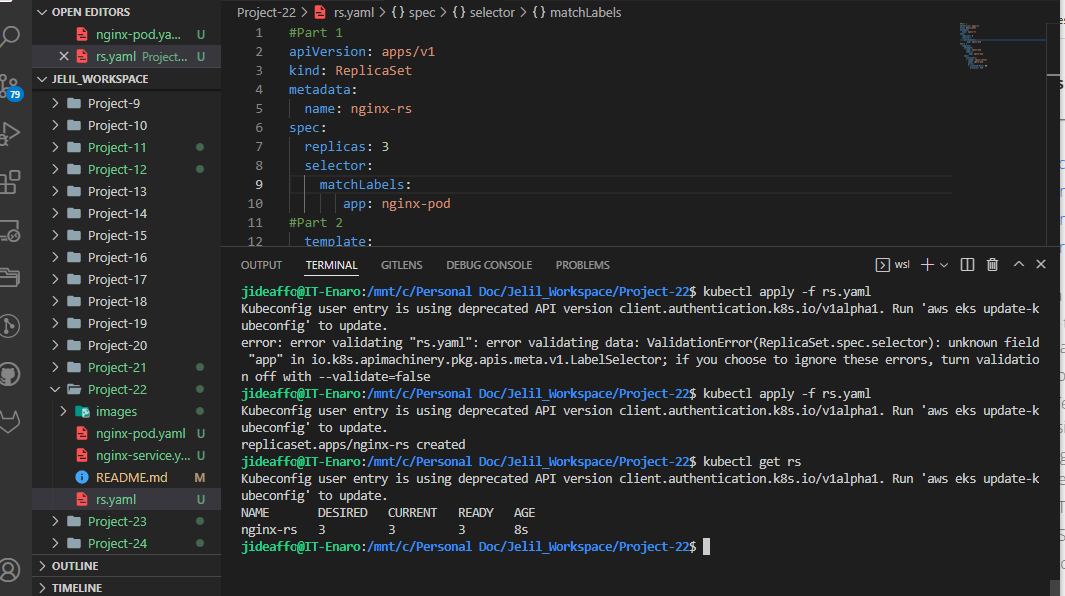 OPEN EDITORS
nginx-pod.ya... U
rs.yaml Project... U
JELIL_WORKSPACE
79
Project-9
Project-10
Project-11
Project-12
Project-13
Project-14
Project-15
Project-16
Project-17
Project-18
Project-19
Project-20
Project-21
Project-22
images
nginx-pod.yaml U
nginx-service.y... U
README.md M
rs.yaml U
Project-23
Project-24
OUTLINE
TIMELINE
Project-22 > rs.yaml > {} spec > {} selector > {} matchLabels
1 #Part 1
2 apiVersion: apps/v1
3 kind: ReplicaSet
4 metadata:
5 name: nginx-rs
6 spec:
7 replicas: 3
8 selector:
9 matchLabels:
10 app: nginx-pod
11 #Part 2
12 template:
OUTPUT TERMINAL GITLENS DEBUG CONSOLE PROBLEMS wsl
jideaffq@IT-Enaro:/mnt/c/Personal Doc/Jelil_Workspace/Project-22$ kubectl apply -f rs.yaml
Kubeconfig user entry is using deprecated API version client.authentication.k8s.io/v1alpha1. Run 'aws eks update-k
ubeconfig' to update.
error: error validating "rs.yaml": error validating data: ValidationError(ReplicaSet.spec.selector): unknown field
"app" in io.k8s.apimachinery.pkg.apis.meta.v1.LabelSelector; if you choose to ignore these errors, turn validatio
n off with --validate=false
jideaffq@IT-Enaro:/mnt/c/Personal Doc/Jelil_Workspace/Project-22$ kubectl apply -f rs.yaml
Kubeconfig user entry is using deprecated API version client.authentication.k8s.io/v1alpha1. Run 'aws eks update-k
ubeconfig' to update.
replicaset.apps/nginx-rs created
jideaffq@IT-Enaro:/mnt/c/Personal Doc/Jelil_Workspace/Project-22$ kubectl get rs
Kubeconfig user entry is using deprecated API version client.authentication.k8s.io/v1alpha1. Run 'aws eks update-k
ubeconfig' to update.
NAME DESIRED CURRENT READY AGE
nginx-rs 3 3 3 8s
jideaffq@IT-Enaro:/mnt/c/Personal Doc/Jelil_Workspace/Project-22$